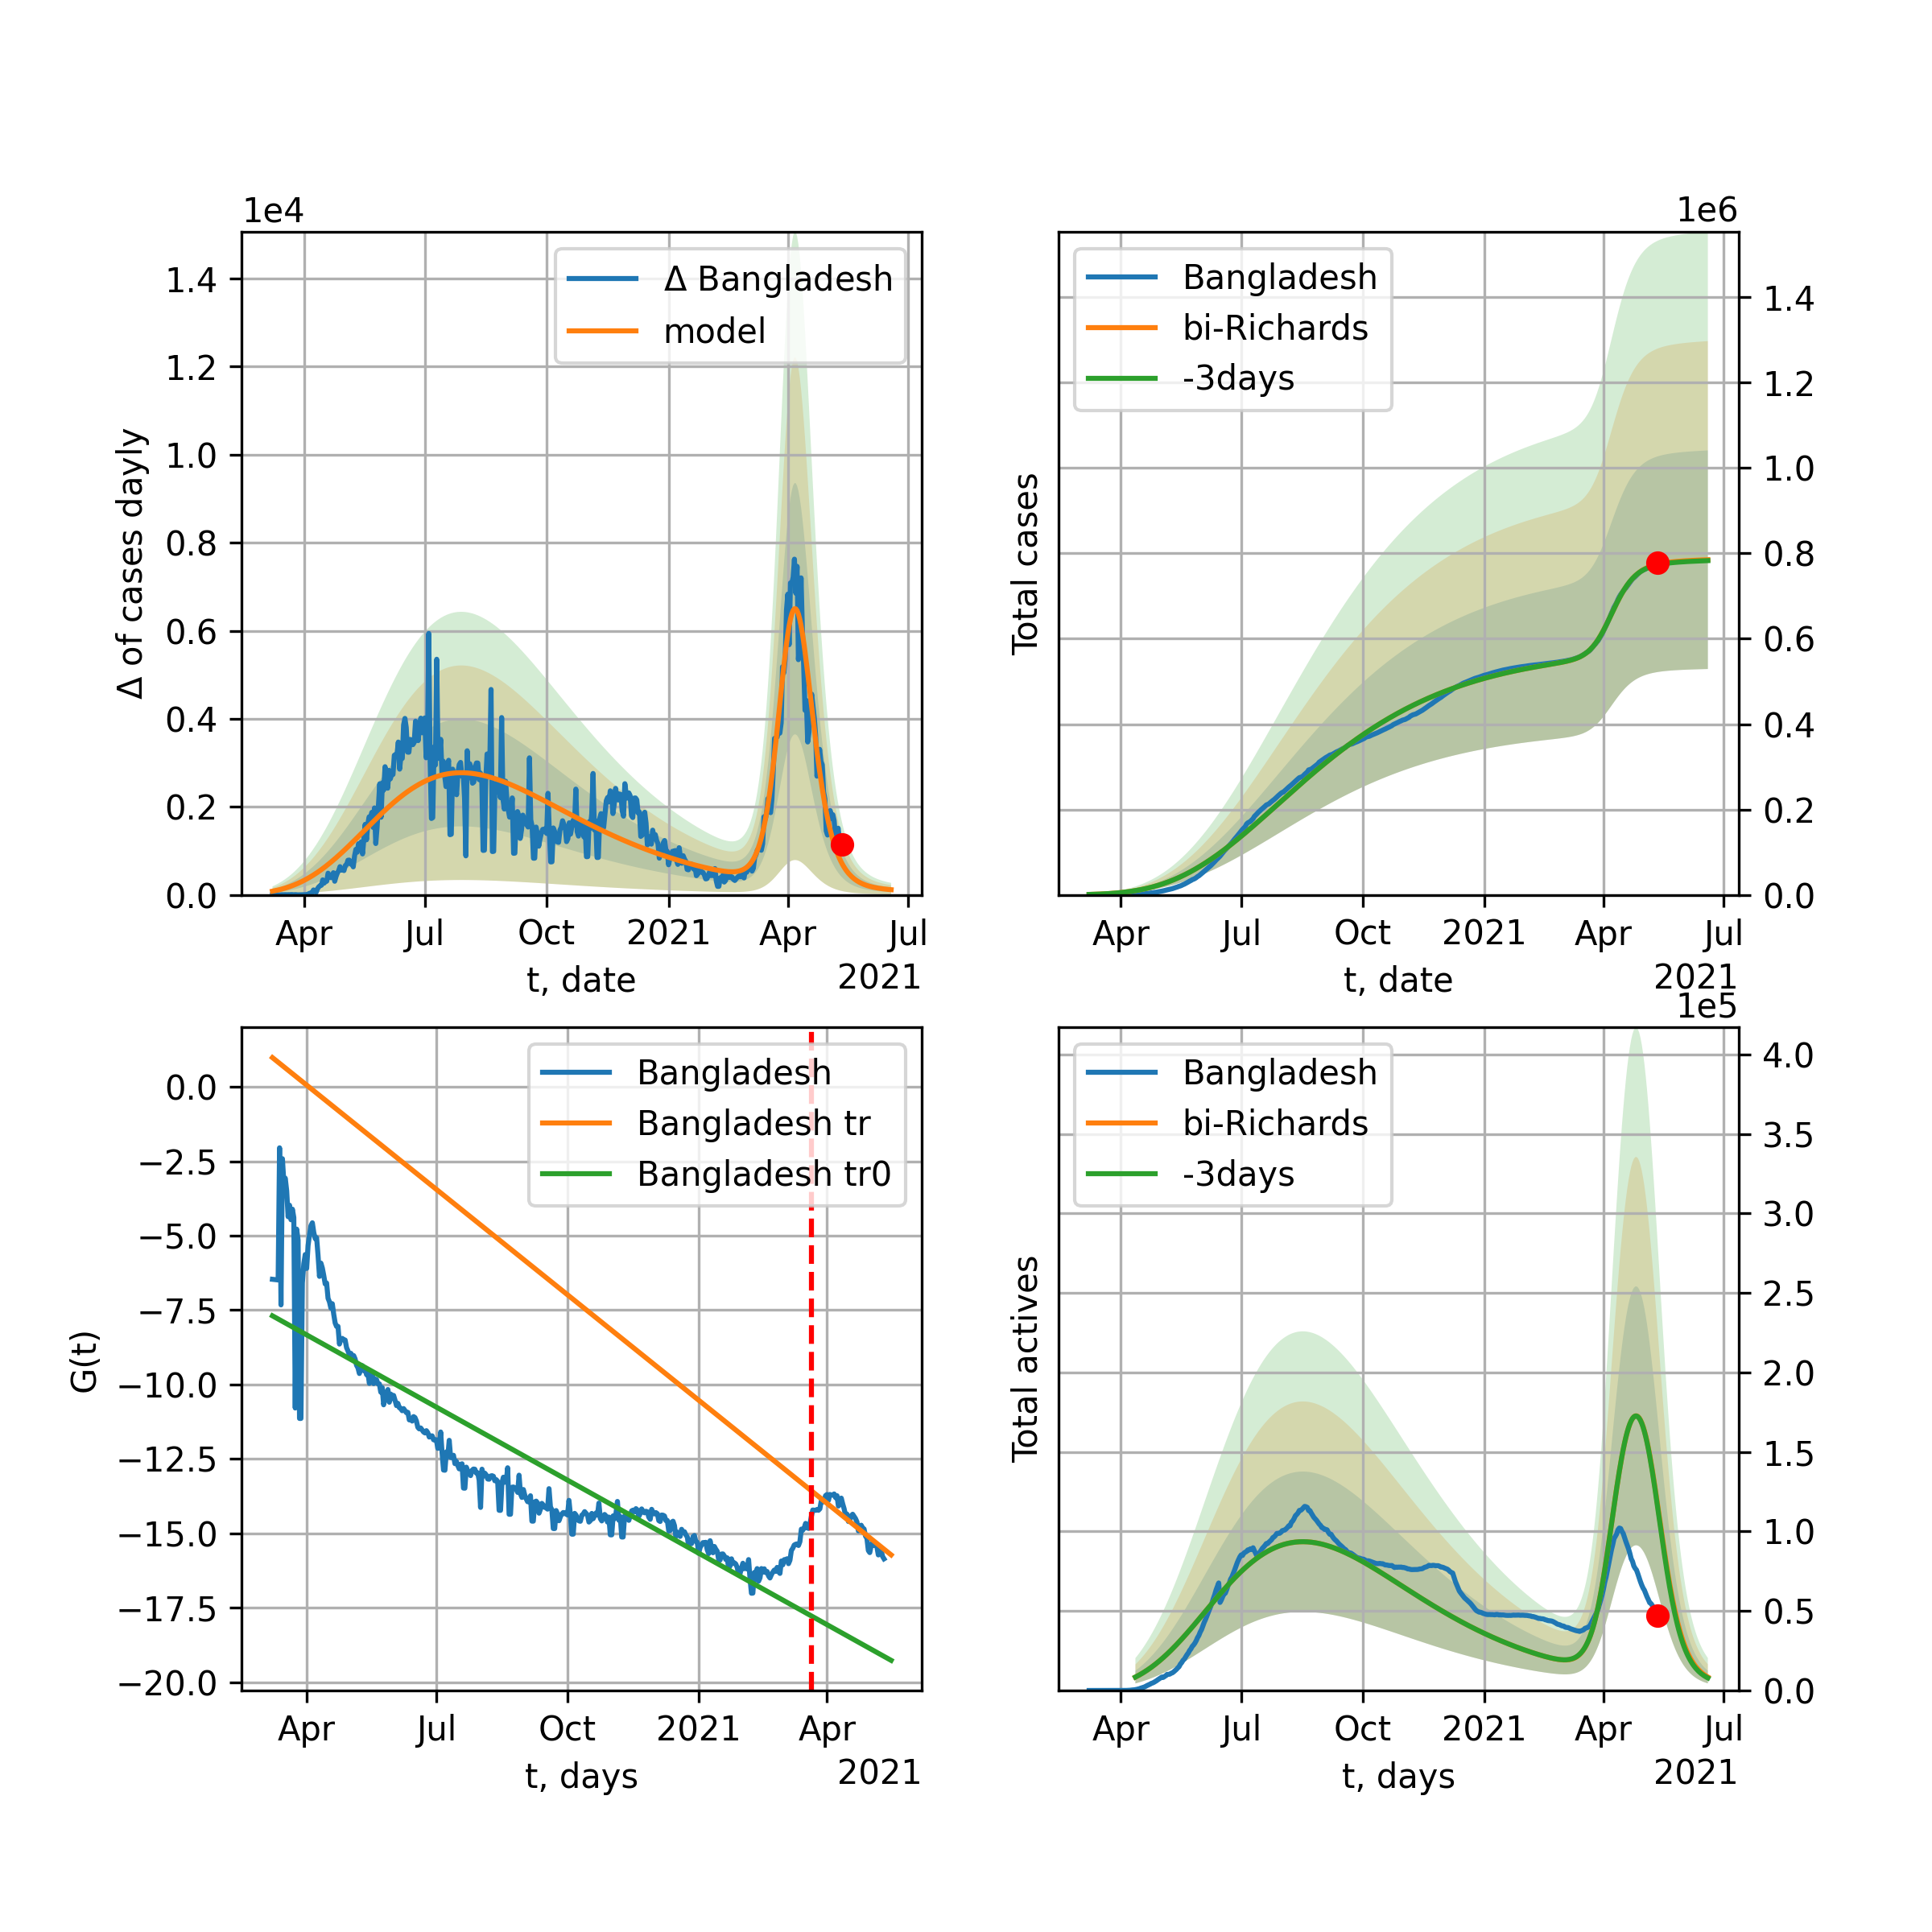 1e4
Δ of cases dayly
1.4
1.2
1.0
0.8
0.6
0.4
0.2
0.0
Δ Bangladesh
model
Apr Jul Oct 2021 Apr Jul
t, date
2021
1e6
Total cases
Bangladesh
bi-Richards
-3days
1.4
1.2
1.0
0.8
0.6
0.4
0.2
0.0
Apr Jul Oct 2021 Apr Jul
t, date
2021
G(t)
0.0
−2.5
−5.0
−7.5
−10.0
−12.5
−15.0
−17.5
−20.0
Bangladesh
Bangladesh tr
Bangladesh tr0
Apr Jul Oct 2021 Apr
t, days
2021
1e5
Total actives
Bangladesh
bi-Richards
-3days
4.0
3.5
3.0
2.5
2.0
1.5
1.0
0.5
0.0
Apr Jul Oct 2021 Apr Jul
t, days
2021